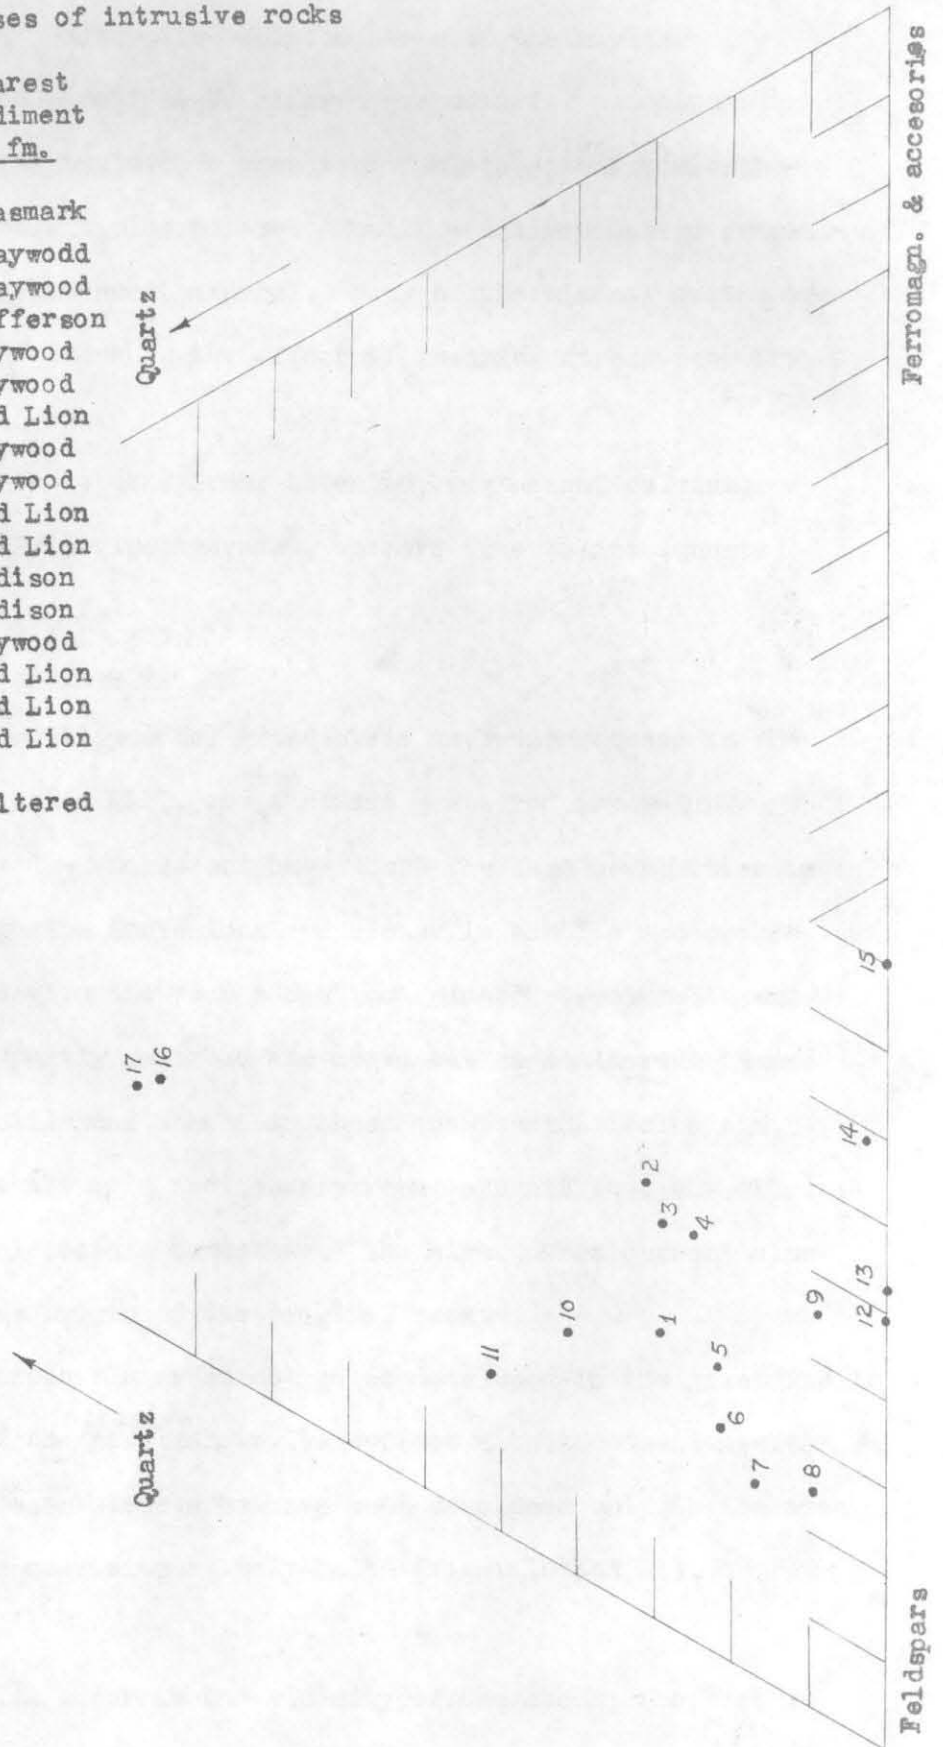 ses of intrusive rocks
arest
diment
fm.
asmark
aywodd
aywood
fferson
ywood
ywood
d Lion
ywood
ywood
d Lion
d Lion
dison
dison
ywood
d Lion
d Lion
d Lion
ltered
Quartz
Quartz
Ferromagn. & accesories
Feldspars
17
16
15
14
13
12
11
10
9
8
7
6
5
4
3
2
1